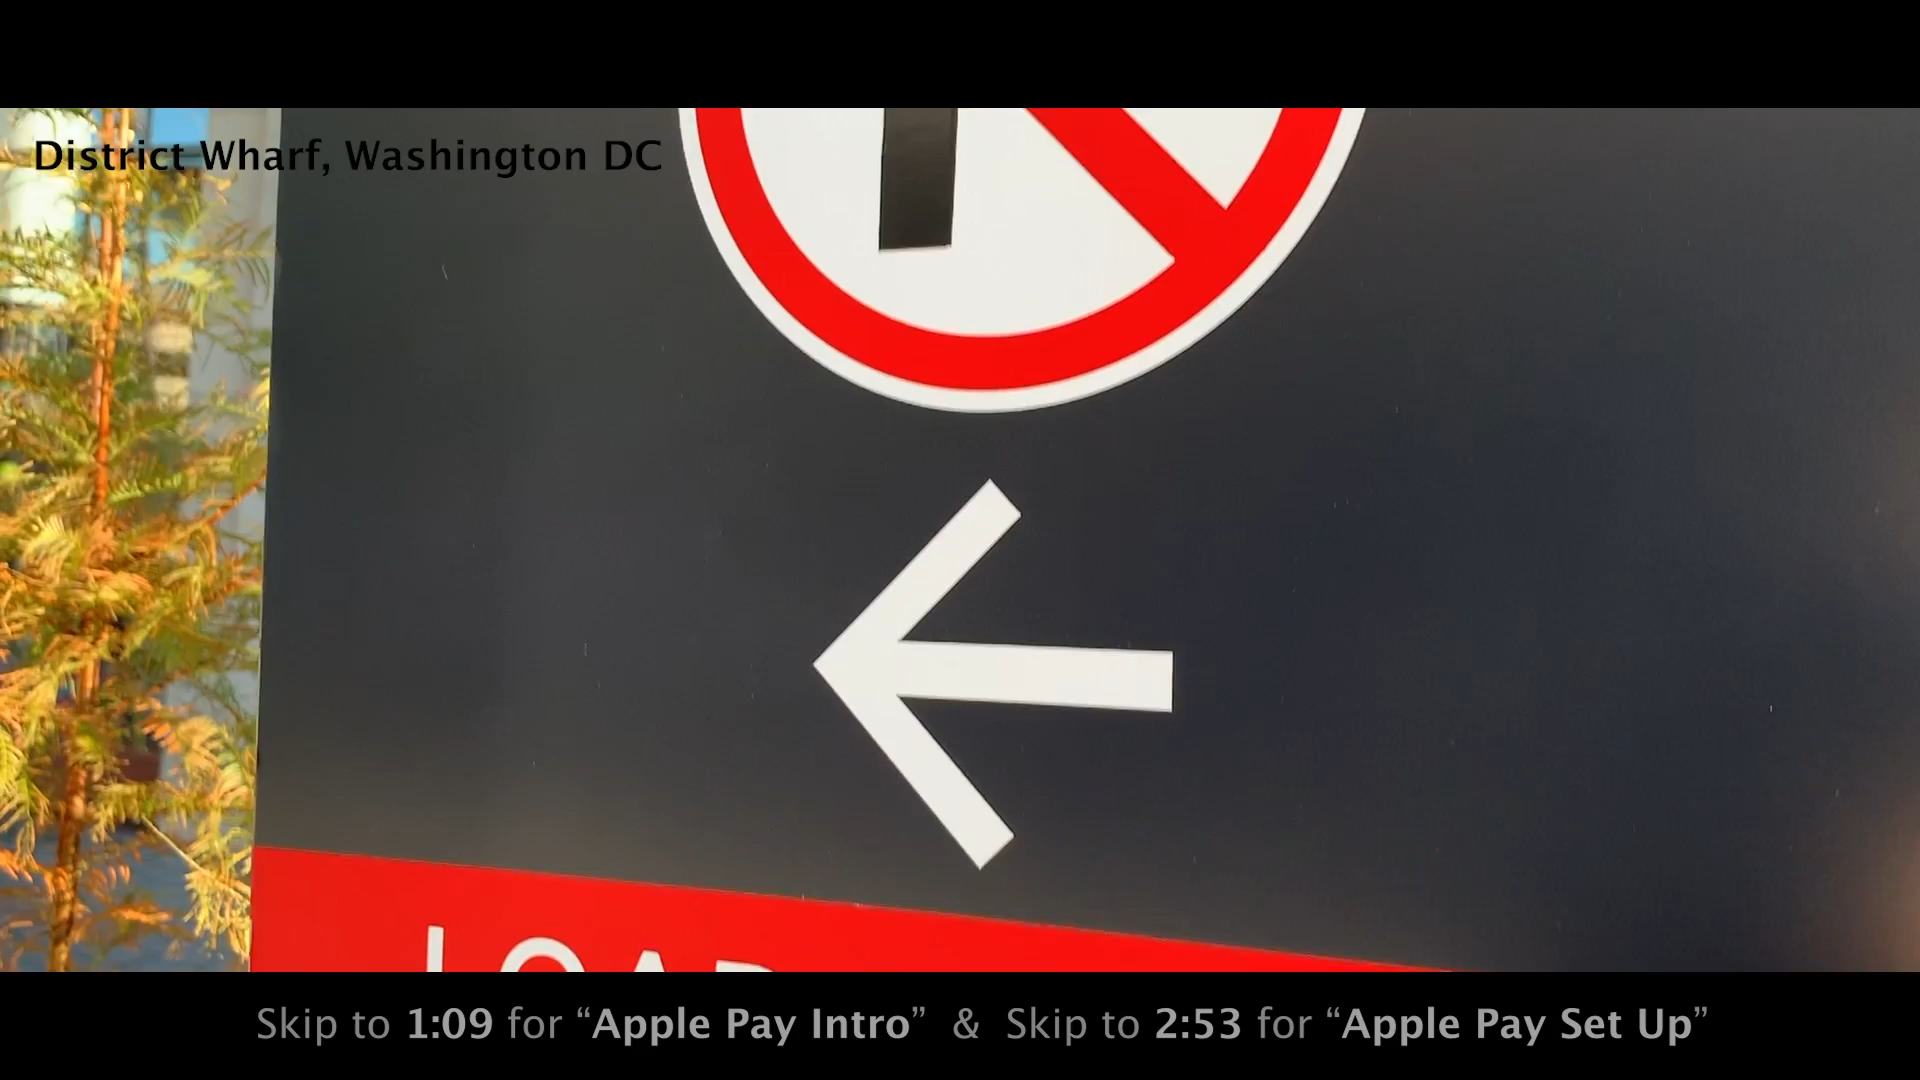 District Wharf, Washington DC
LOAD
Skip to 1:09 for “Apple Pay Intro” & Skip to 2:53 for “Apple Pay Set Up”